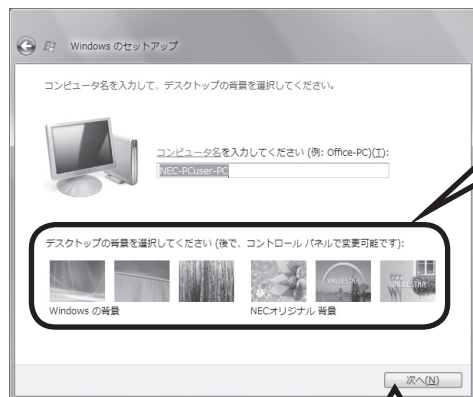 Windows のセットアップ
コンピュータ名を入力して、デスクトップの背景を選択してください。
コンピュータ名を入力してください (例: Office-PC)(T):
NEC-PCuser-PC
デスクトップの背景を選択してください (後で、コントロール パネルで変更可能です):
VALUESTAR
VALUESTAR
Windows の背景
NECオリジナル 背景
次へ(N)